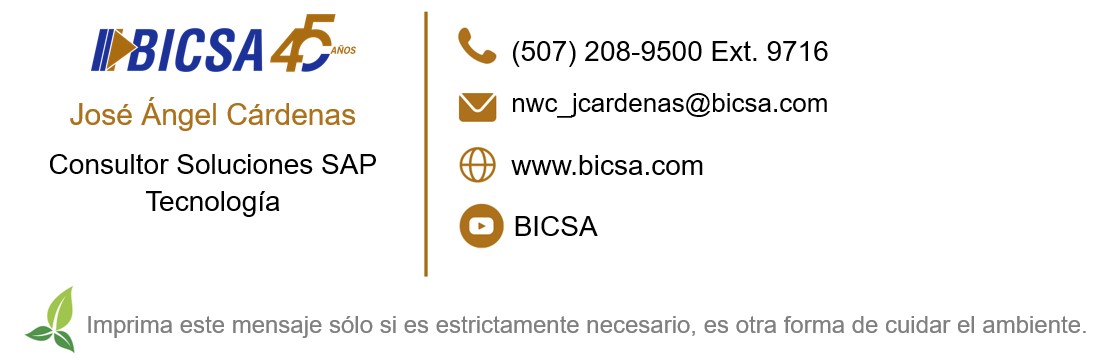 BICSA 45 AÑOS
José Ángel Cárdenas
Consultor Soluciones SAP
Tecnología
(507) 208-9500 Ext. 9716
nwc_jcardenas@bicsa.com
www.bicsa.com
BICSA
Imprima este mensaje sólo si es estrictamente necesario, es otra forma de cuidar el ambiente.